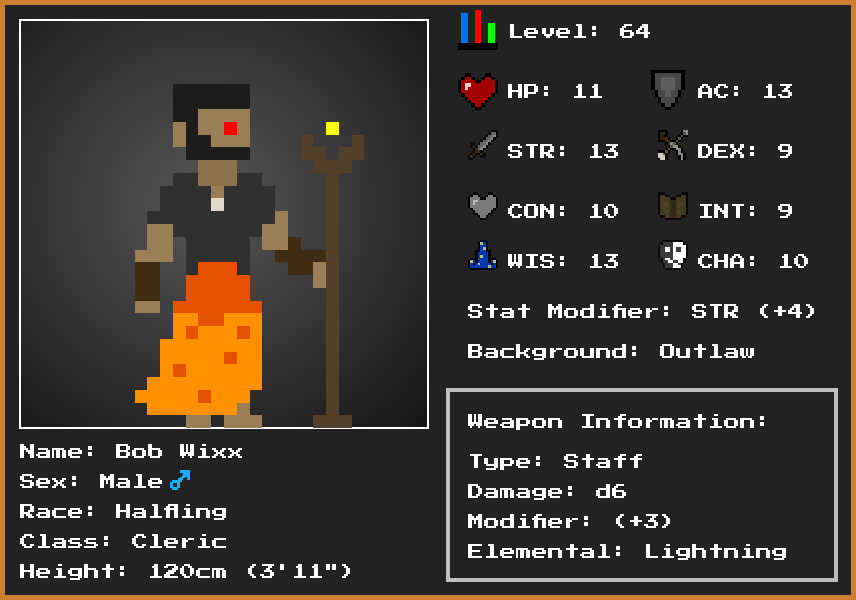 Level: 64
HP: 11 AC: 13
STR: 13 DEX: 9
CON: 10 INT: 9
WIS: 13 CHA: 10
Stat Modifier: STR (+4)
Background: Outlaw
Weapon Information:
Type: Staff
Damage: d6
Modifier: (+3)
Elemental: Lightning
Name: Bob Wixx
Sex: Male ♂
Race: Halfling
Class: Cleric
Height: 120cm (3'11")